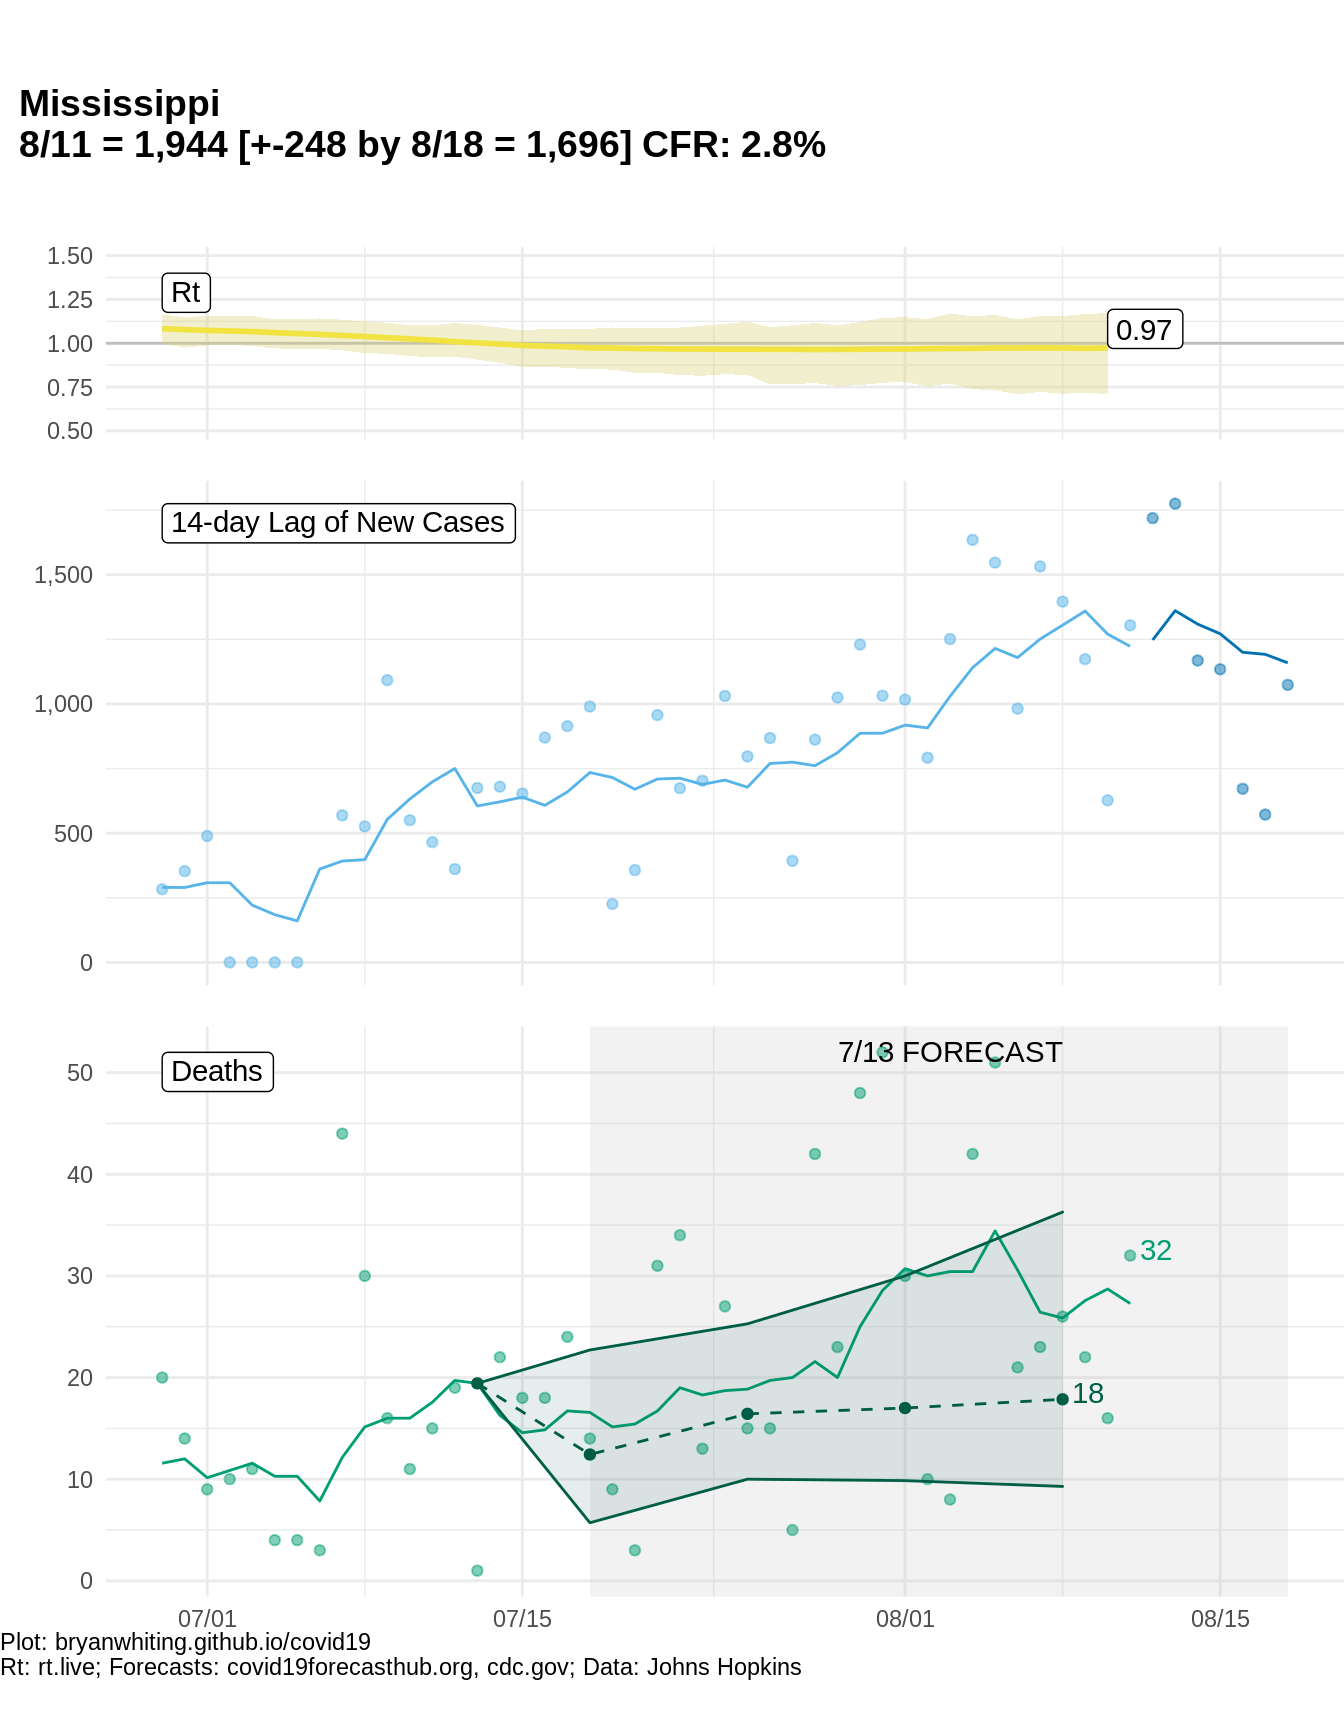 Mississippi
8/11 = 1,944 [+-248 by 8/18 = 1,696] CFR: 2.8%
1.50
1.25
1.00
0.75
0.50
Rt
0.97
14-day Lag of New Cases
1,500
1,000
500
0
7/13 FORECAST
Deaths
50
40
30
20
10
0
32
18
07/01 07/15 08/01 08/15
Plot: bryanwhiting.github.io/covid19
Rt: rt.live; Forecasts: covid19forecasthub.org, cdc.gov; Data: Johns Hopkins